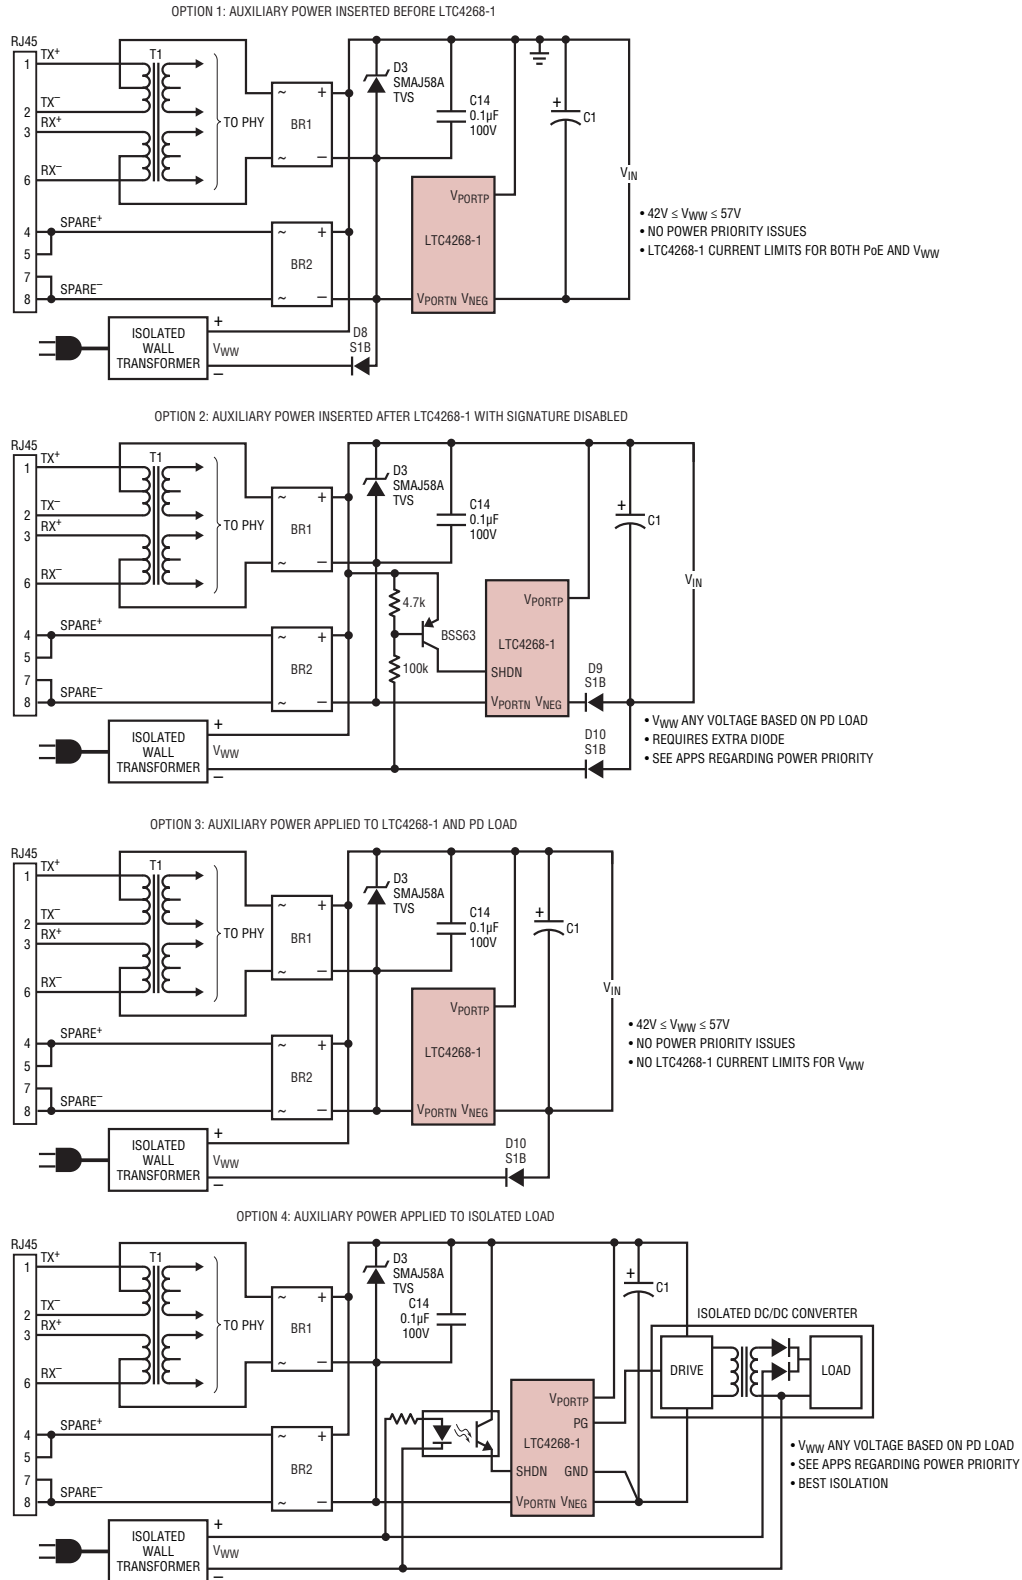 OPTION 1: AUXILIARY POWER INSERTED BEFORE LTC4268-1
RJ45
1
TX+
2
TX–
3
RX+
6
RX–
4
SPARE+
5
7
8
SPARE–
T1
TO PHY
~ +
BR1
~ –
~ +
BR2
~ –
D3
SMAJ58A
TVS
C14
0.1µF
100V
+
C1
VPORTP
LTC4268-1
VPORTN VNEG
VIN
• 42V ≤ VWW ≤ 57V
• NO POWER PRIORITY ISSUES
• LTC4268-1 CURRENT LIMITS FOR BOTH PoE AND VWW
ISOLATED
WALL
TRANSFORMER
+
VWW
–
D8
S1B
OPTION 2: AUXILIARY POWER INSERTED AFTER LTC4268-1 WITH SIGNATURE DISABLED
RJ45
1
TX+
2
TX–
3
RX+
6
RX–
4
SPARE+
5
7
8
SPARE–
T1
TO PHY
~ +
BR1
~ –
~ +
BR2
~ –
D3
SMAJ58A
TVS
C14
0.1µF
100V
+
C1
4.7k
100k
BSS63
VPORTP
LTC4268-1
SHDN
VPORTN VNEG
D9
S1B
D10
S1B
VIN
• VWW ANY VOLTAGE BASED ON PD LOAD
• REQUIRES EXTRA DIODE
• SEE APPS REGARDING POWER PRIORITY
ISOLATED
WALL
TRANSFORMER
+
VWW
–
OPTION 3: AUXILIARY POWER APPLIED TO LTC4268-1 AND PD LOAD
RJ45
1
TX+
2
TX–
3
RX+
6
RX–
4
SPARE+
5
7
8
SPARE–
T1
TO PHY
~ +
BR1
~ –
~ +
BR2
~ –
D3
SMAJ58A
TVS
C14
0.1µF
100V
+
C1
VPORTP
LTC4268-1
VPORTN VNEG
VIN
• 42V ≤ VWW ≤ 57V
• NO POWER PRIORITY ISSUES
• NO LTC4268-1 CURRENT LIMITS FOR VWW
ISOLATED
WALL
TRANSFORMER
+
VWW
–
D10
S1B
OPTION 4: AUXILIARY POWER APPLIED TO ISOLATED LOAD
RJ45
1
TX+
2
TX–
3
RX+
6
RX–
4
SPARE+
5
7
8
SPARE–
T1
TO PHY
~ +
BR1
~ –
~ +
BR2
~ –
D3
SMAJ58A
TVS
C14
0.1µF
100V
+
C1
ISOLATED DC/DC CONVERTER
DRIVE
LOAD
VPORTP
PG
LTC4268-1
SHDN GND
VPORTN VNEG
• VWW ANY VOLTAGE BASED ON PD LOAD
• SEE APPS REGARDING POWER PRIORITY
• BEST ISOLATION
ISOLATED
WALL
TRANSFORMER
+
VWW
–